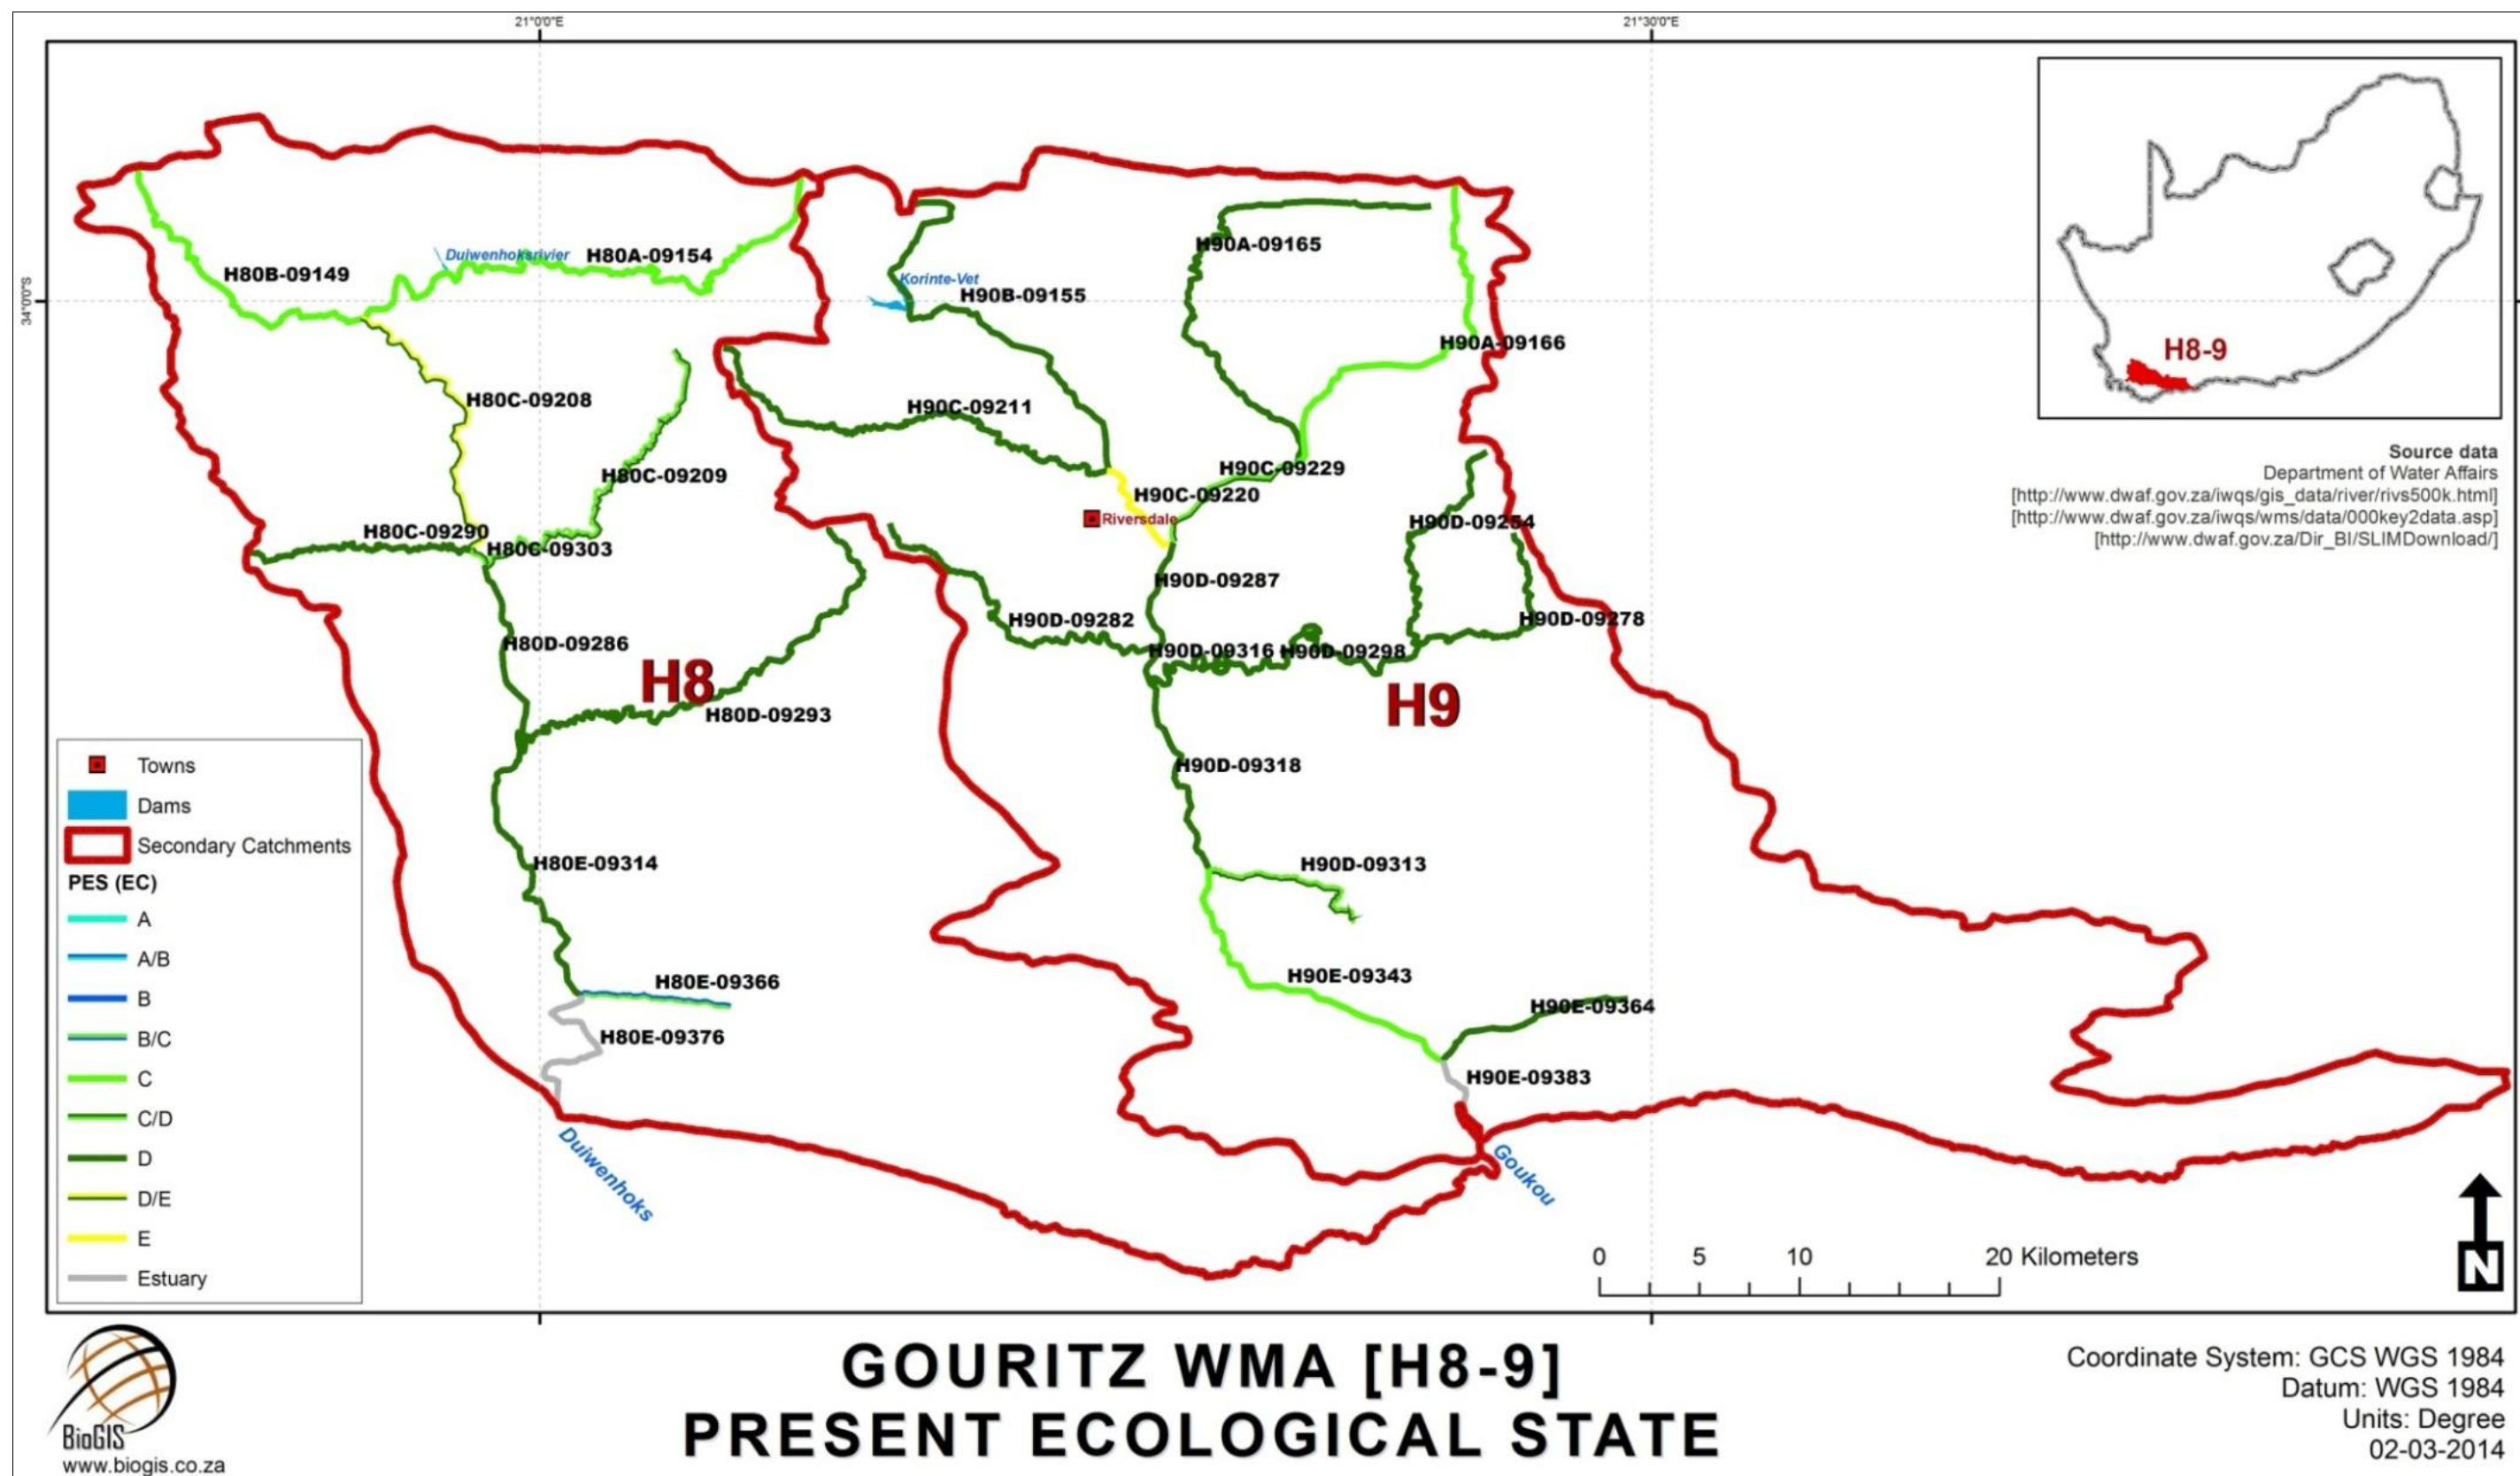 21°0'0"E
21°30'0"E
34°0'0"S
H80B-09149
Duiwenhoksrivier
H80A-09154
Korinte-Vet
H90B-09155
H90A-09165
H90A-09166
H80C-09208
H80C-09209
H90C-09211
H90C-09229
H90C-09220
Riversdale
H80C-09290
H80C-09303
H90D-09254
H90D-09287
H90D-09282
H90D-09278
H80D-09286
H90D-09316
H90D-09298
H8
H80D-09293
H9
H90D-09318
H80E-09314
H90D-09313
H80E-09366
H90E-09343
H90E-09364
H80E-09376
H90E-09383
Duiwenhoks
Goukou
H8-9
Source data
Department of Water Affairs
[http://www.dwaf.gov.za/iwqs/gis_data/river/rivs500k.html]
[http://www.dwaf.gov.za/iwqs/wms/data/000key2data.asp]
[http://www.dwaf.gov.za/Dir_BI/SLIMDownload/]
Towns
Dams
Secondary Catchments
PES (EC)
A
A/B
B
B/C
C
C/D
D
D/E
E
Estuary
0 5 10 20 Kilometers
N
BioGIS
www.biogis.co.za
GOURITZ WMA [H8-9]
PRESENT ECOLOGICAL STATE
Coordinate System: GCS WGS 1984
Datum: WGS 1984
Units: Degree
02-03-2014